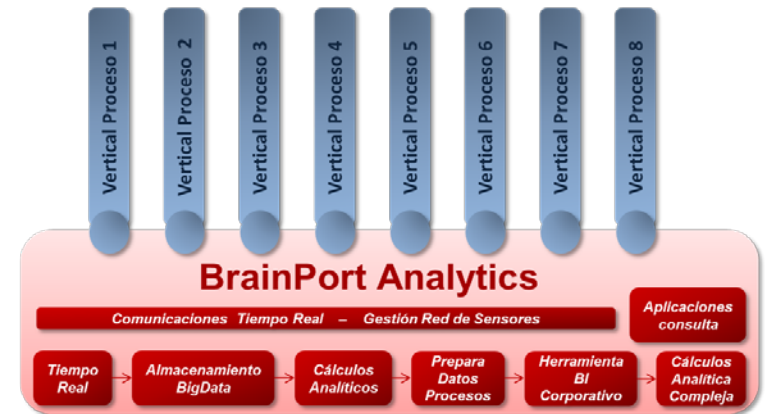 Vertical Proceso 1
Vertical Proceso 2
Vertical Proceso 3
Vertical Proceso 4
Vertical Proceso 5
Vertical Proceso 6
Vertical Proceso 7
Vertical Proceso 8
BrainPort Analytics
Comunicaciones Tiempo Real – Gestión Red de Sensores
Aplicaciones
consulta
Tiempo
Real
Almacenamiento
BigData
Cálculos
Analíticos
Prepara
Datos
Procesos
Herramienta
BI
Corporativo
Cálculos
Analítica
Compleja